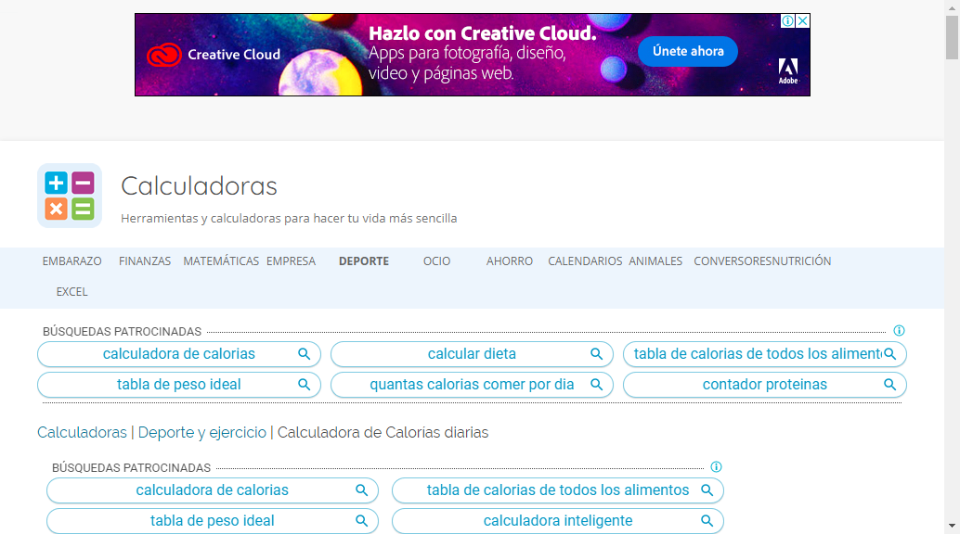 Creative Cloud
Hazlo con Creative Cloud.
Apps para fotografía, diseño,
video y páginas web.
Únete ahora
Adobe
Calculadoras
Herramientas y calculadoras para hacer tu vida más sencilla
EMBARAZO FINANZAS MATEMÁTICAS EMPRESA DEPORTE OCIO AHORRO CALENDARIOS ANIMALES CONVERSORES NUTRICIÓN
EXCEL
BÚSQUEDAS PATROCINADAS
calculadora de calorias calcular dieta tabla de calorias de todos los aliment
tabla de peso ideal quantas calorias comer por dia contador proteinas
Calculadoras | Deporte y ejercicio | Calculadora de Calorías diarias
BÚSQUEDAS PATROCINADAS
calculadora de calorias tabla de calorias de todos los alimentos
tabla de peso ideal calculadora inteligente